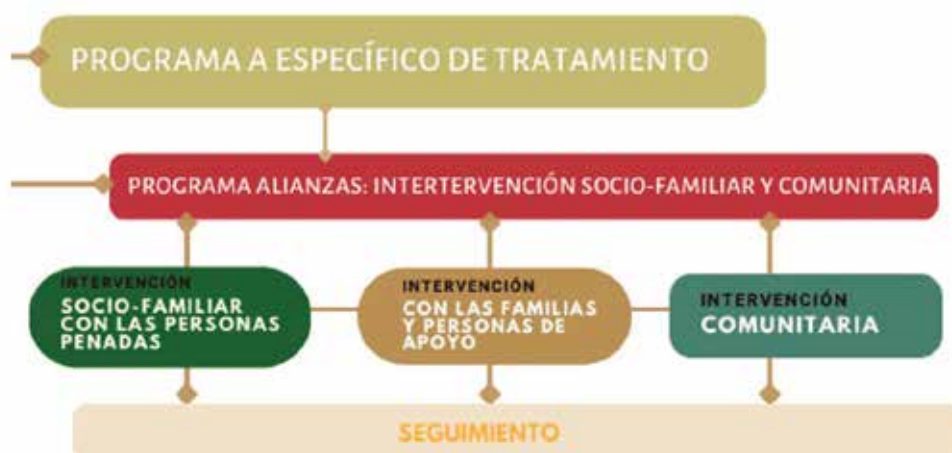 PROGRAMA A ESPECÍFICO DE TRATAMIENTO
PROGRAMA ALIANZAS: INTERTERVENCIÓN SOCIO-FAMILIAR Y COMUNITARIA
INTERVENCIÓN
SOCIO-FAMILIAR
CON LAS PERSONAS
PENADAS
INTERVENCIÓN
CON LAS FAMILIAS
Y PERSONAS DE
APOYO
INTERVENCIÓN
COMUNITARIA
SEGUIMIENTO